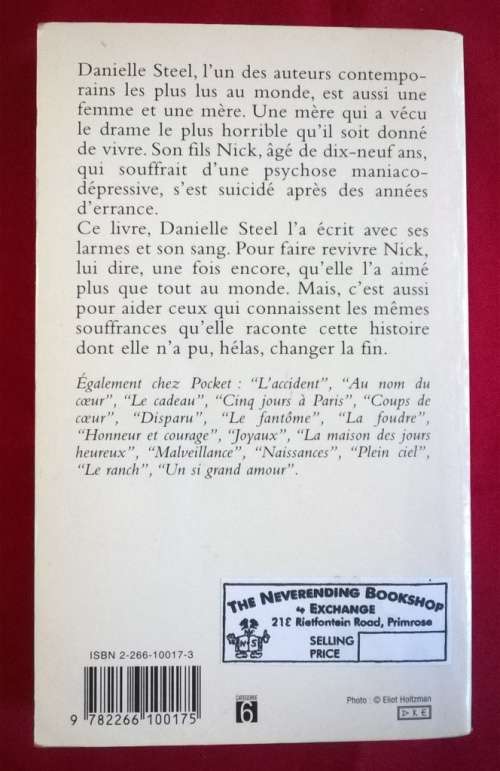 Danielle Steel, l'un des auteurs contempo-
rains les plus lus au monde, est aussi une
femme et une mère. Une mère qui a vécu
le drame le plus horrible qu'il soit donné
de vivre. Son fils Nick, âgé de dix-neuf ans,
qui souffrait d'une psychose maniaco-
dépressive, s'est suicidé après des années
d'errance.
Ce livre, Danielle Steel l'a écrit avec ses
larmes et son sang. Pour faire revivre Nick,
lui dire, une fois encore, qu'elle l'a aimé
plus que tout au monde. Mais, c'est aussi
pour aider ceux qui connaissent les mêmes
souffrances qu'elle raconte cette histoire
dont elle n'a pu, hélas, changer la fin.
Également chez Pocket : “L'accident”, “Au nom du
cœur”, “Le cadeau”, “Cinq jours à Paris”, “Coups de
cœur”, “Disparu”, “Le fantôme”, “La foudre”,
“Honneur et courage”, “Joyaux”, “La maison des jours
heureux”, “Malveillance”, “Naissances”, “Plein ciel”,
“Le ranch”, “Un si grand amour”.
THE NEVERENDING BOOKSHOP
& EXCHANGE
21E Rietfontein Road, Primrose
NS
SELLING
PRICE
ISBN 2-266-10017-3
9 782266 100175
CATÉGORIE
6
Photo : © Eliot Holtzman